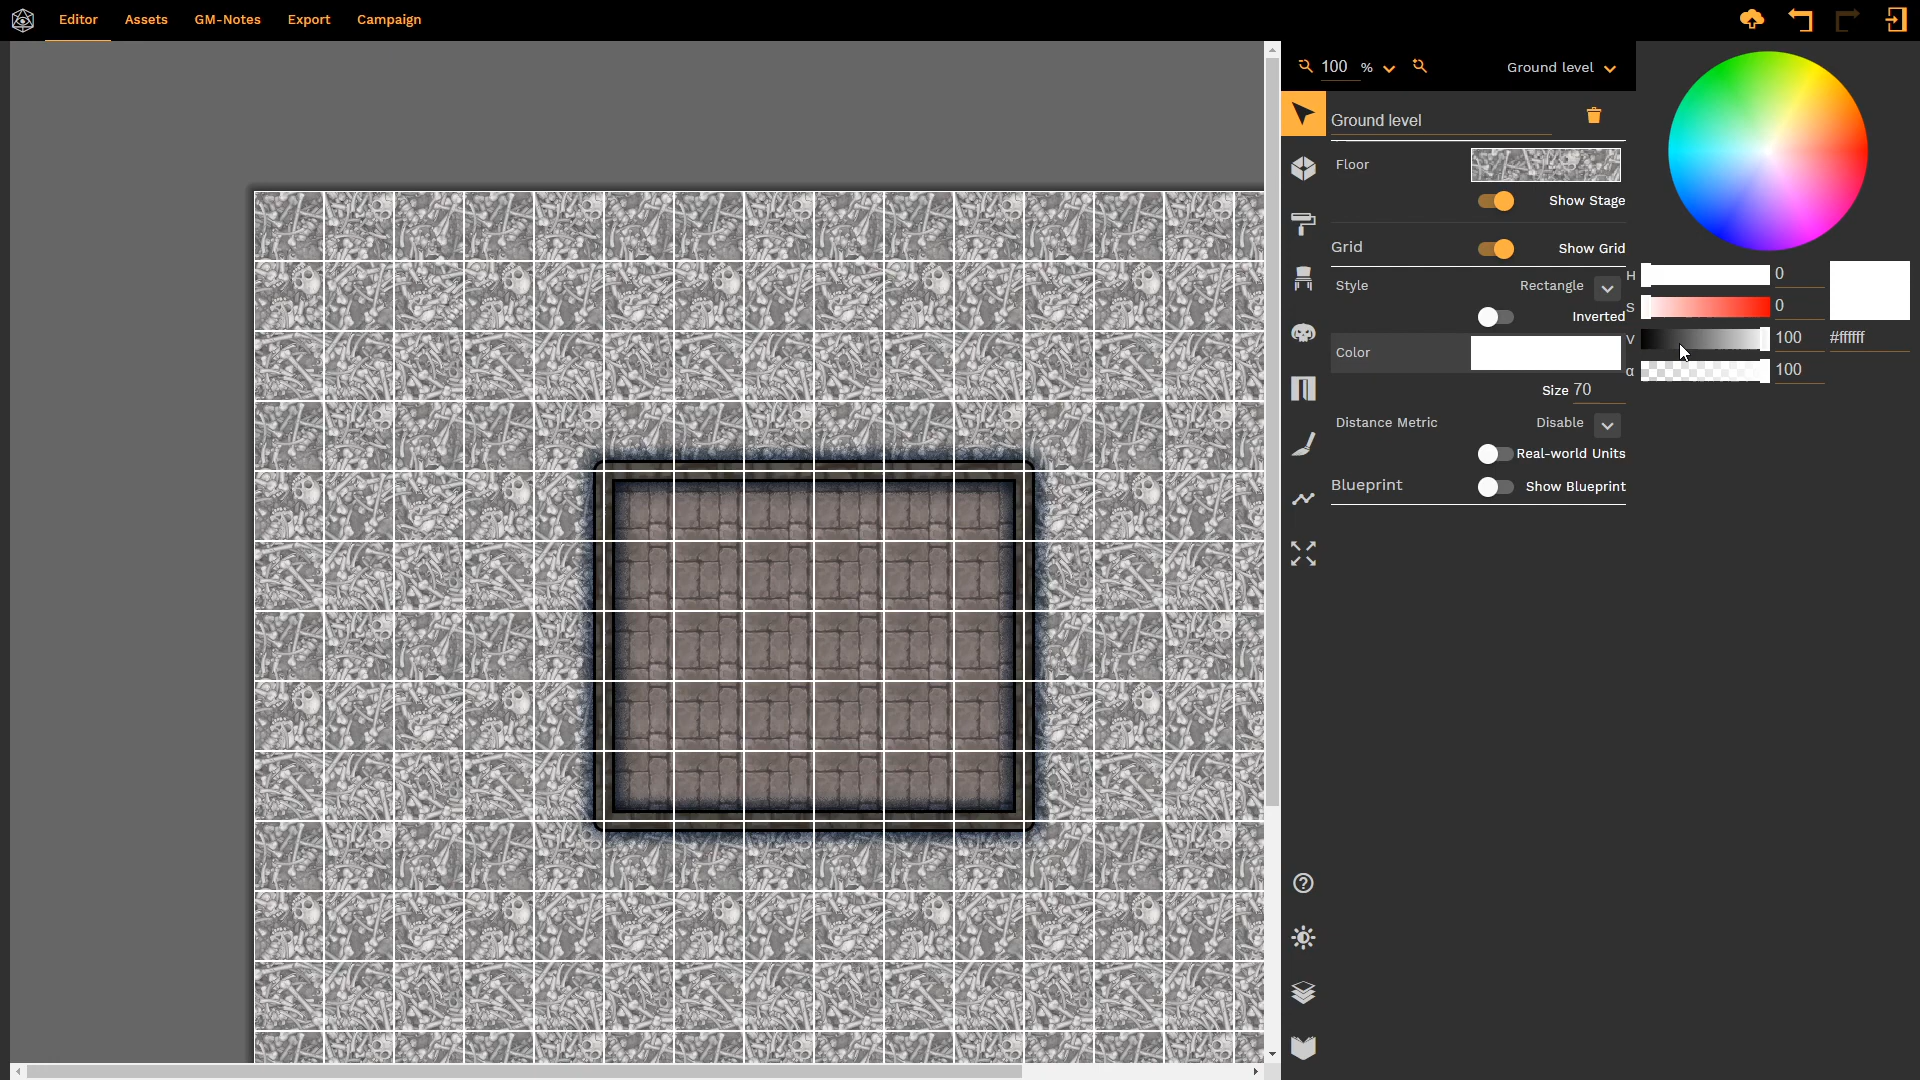 Editor Assets GM-Notes Export Campaign
100 % Ground level
Ground level
Floor
Show Stage
Grid Show Grid
Style Rectangle
Inverted
Color
Size 70
Distance Metric Disable
Real-world Units
Blueprint Show Blueprint
H 0
S 0
V 100 #ffffff
α 100